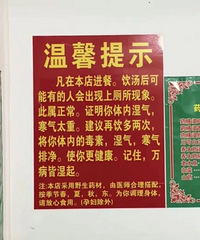 温馨提示
凡在本店进餐。饮汤后可
能有的人会出现上厕所现象。
此属正常。证明你体内湿气，
寒气太重。建议再饮多两次，
将你体内的毒素，湿气，寒气
排净。使你更健康。记住，万
病皆湿起。
注：本店采用野生药材，由医师合理搭配，
按季节春、夏、秋、东、为你调理身体，
请放心食用。（孕妇除外）
药